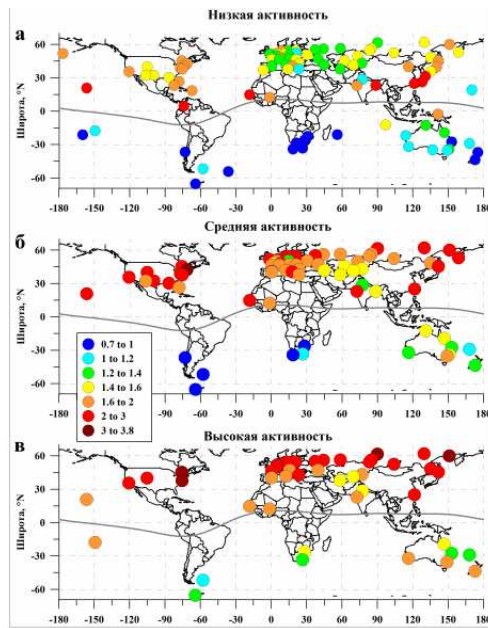 Низкая активность
а
Широта, °N
60
30
0
-30
-60
-180 -150 -120 -90 -60 -30 0 30 60 90 120 150 180
Средняя активность
б
Широта, °N
60
30
0
-30
-60
0.7 to 1
1 to 1.2
1.2 to 1.4
1.4 to 1.6
1.6 to 2
2 to 3
3 to 3.8
-180 -150 -120 -90 -60 -30 0 30 60 90 120 150 180
Высокая активность
в
Широта, °N
60
30
0
-30
-60
-180 -150 -120 -90 -60 -30 0 30 60 90 120 150 180